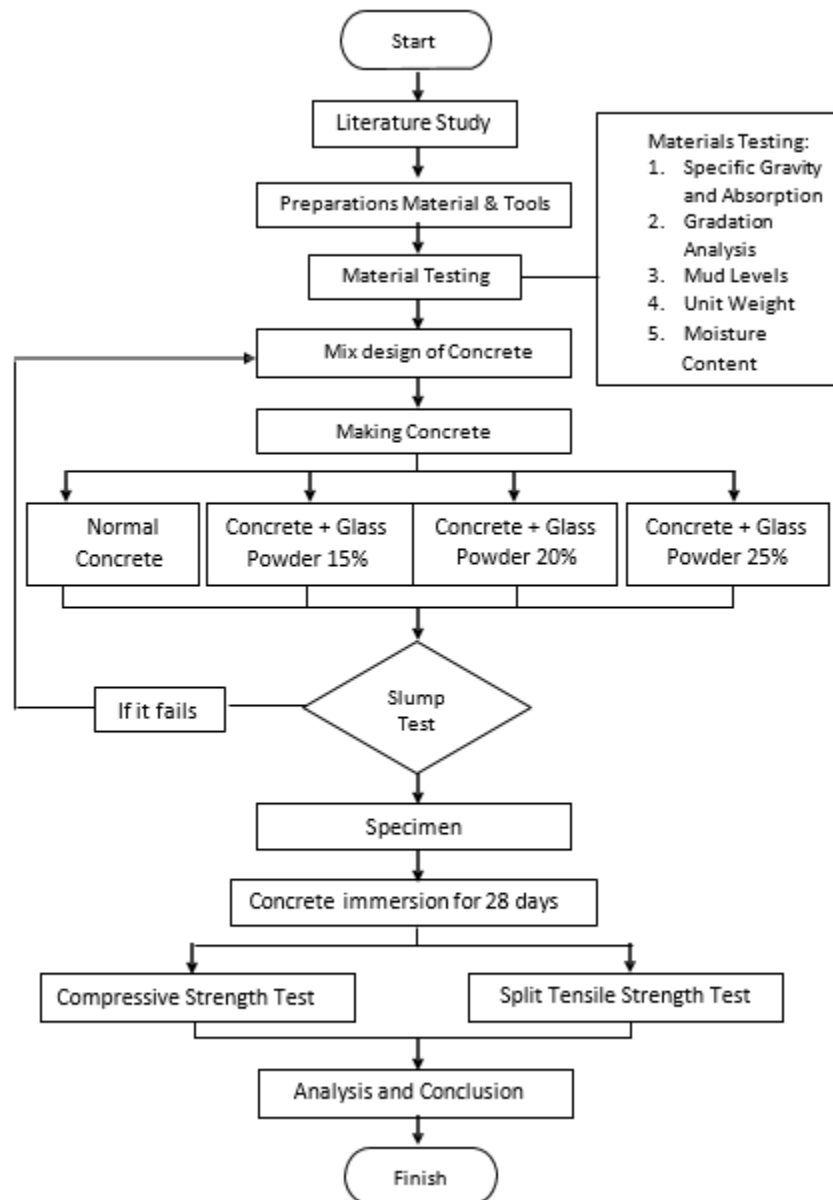 Start
Literature Study
Preparations Material & Tools
Material Testing
Materials Testing:
1. Specific Gravity
and Absorption
2. Gradation
Analysis
3. Mud Levels
4. Unit Weight
5. Moisture
Content
Mix design of Concrete
Making Concrete
Normal
Concrete
Concrete + Glass
Powder 15%
Concrete + Glass
Powder 20%
Concrete + Glass
Powder 25%
Slump
Test
If it fails
Specimen
Concrete immersion for 28 days
Compressive Strength Test
Split Tensile Strength Test
Analysis and Conclusion
Finish